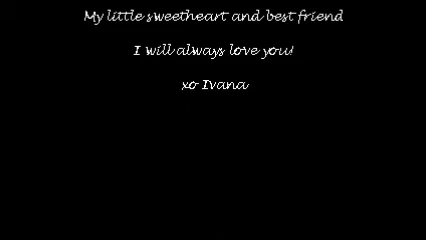 My little sweetheart and best friend
I will always love you!
xo Ivana